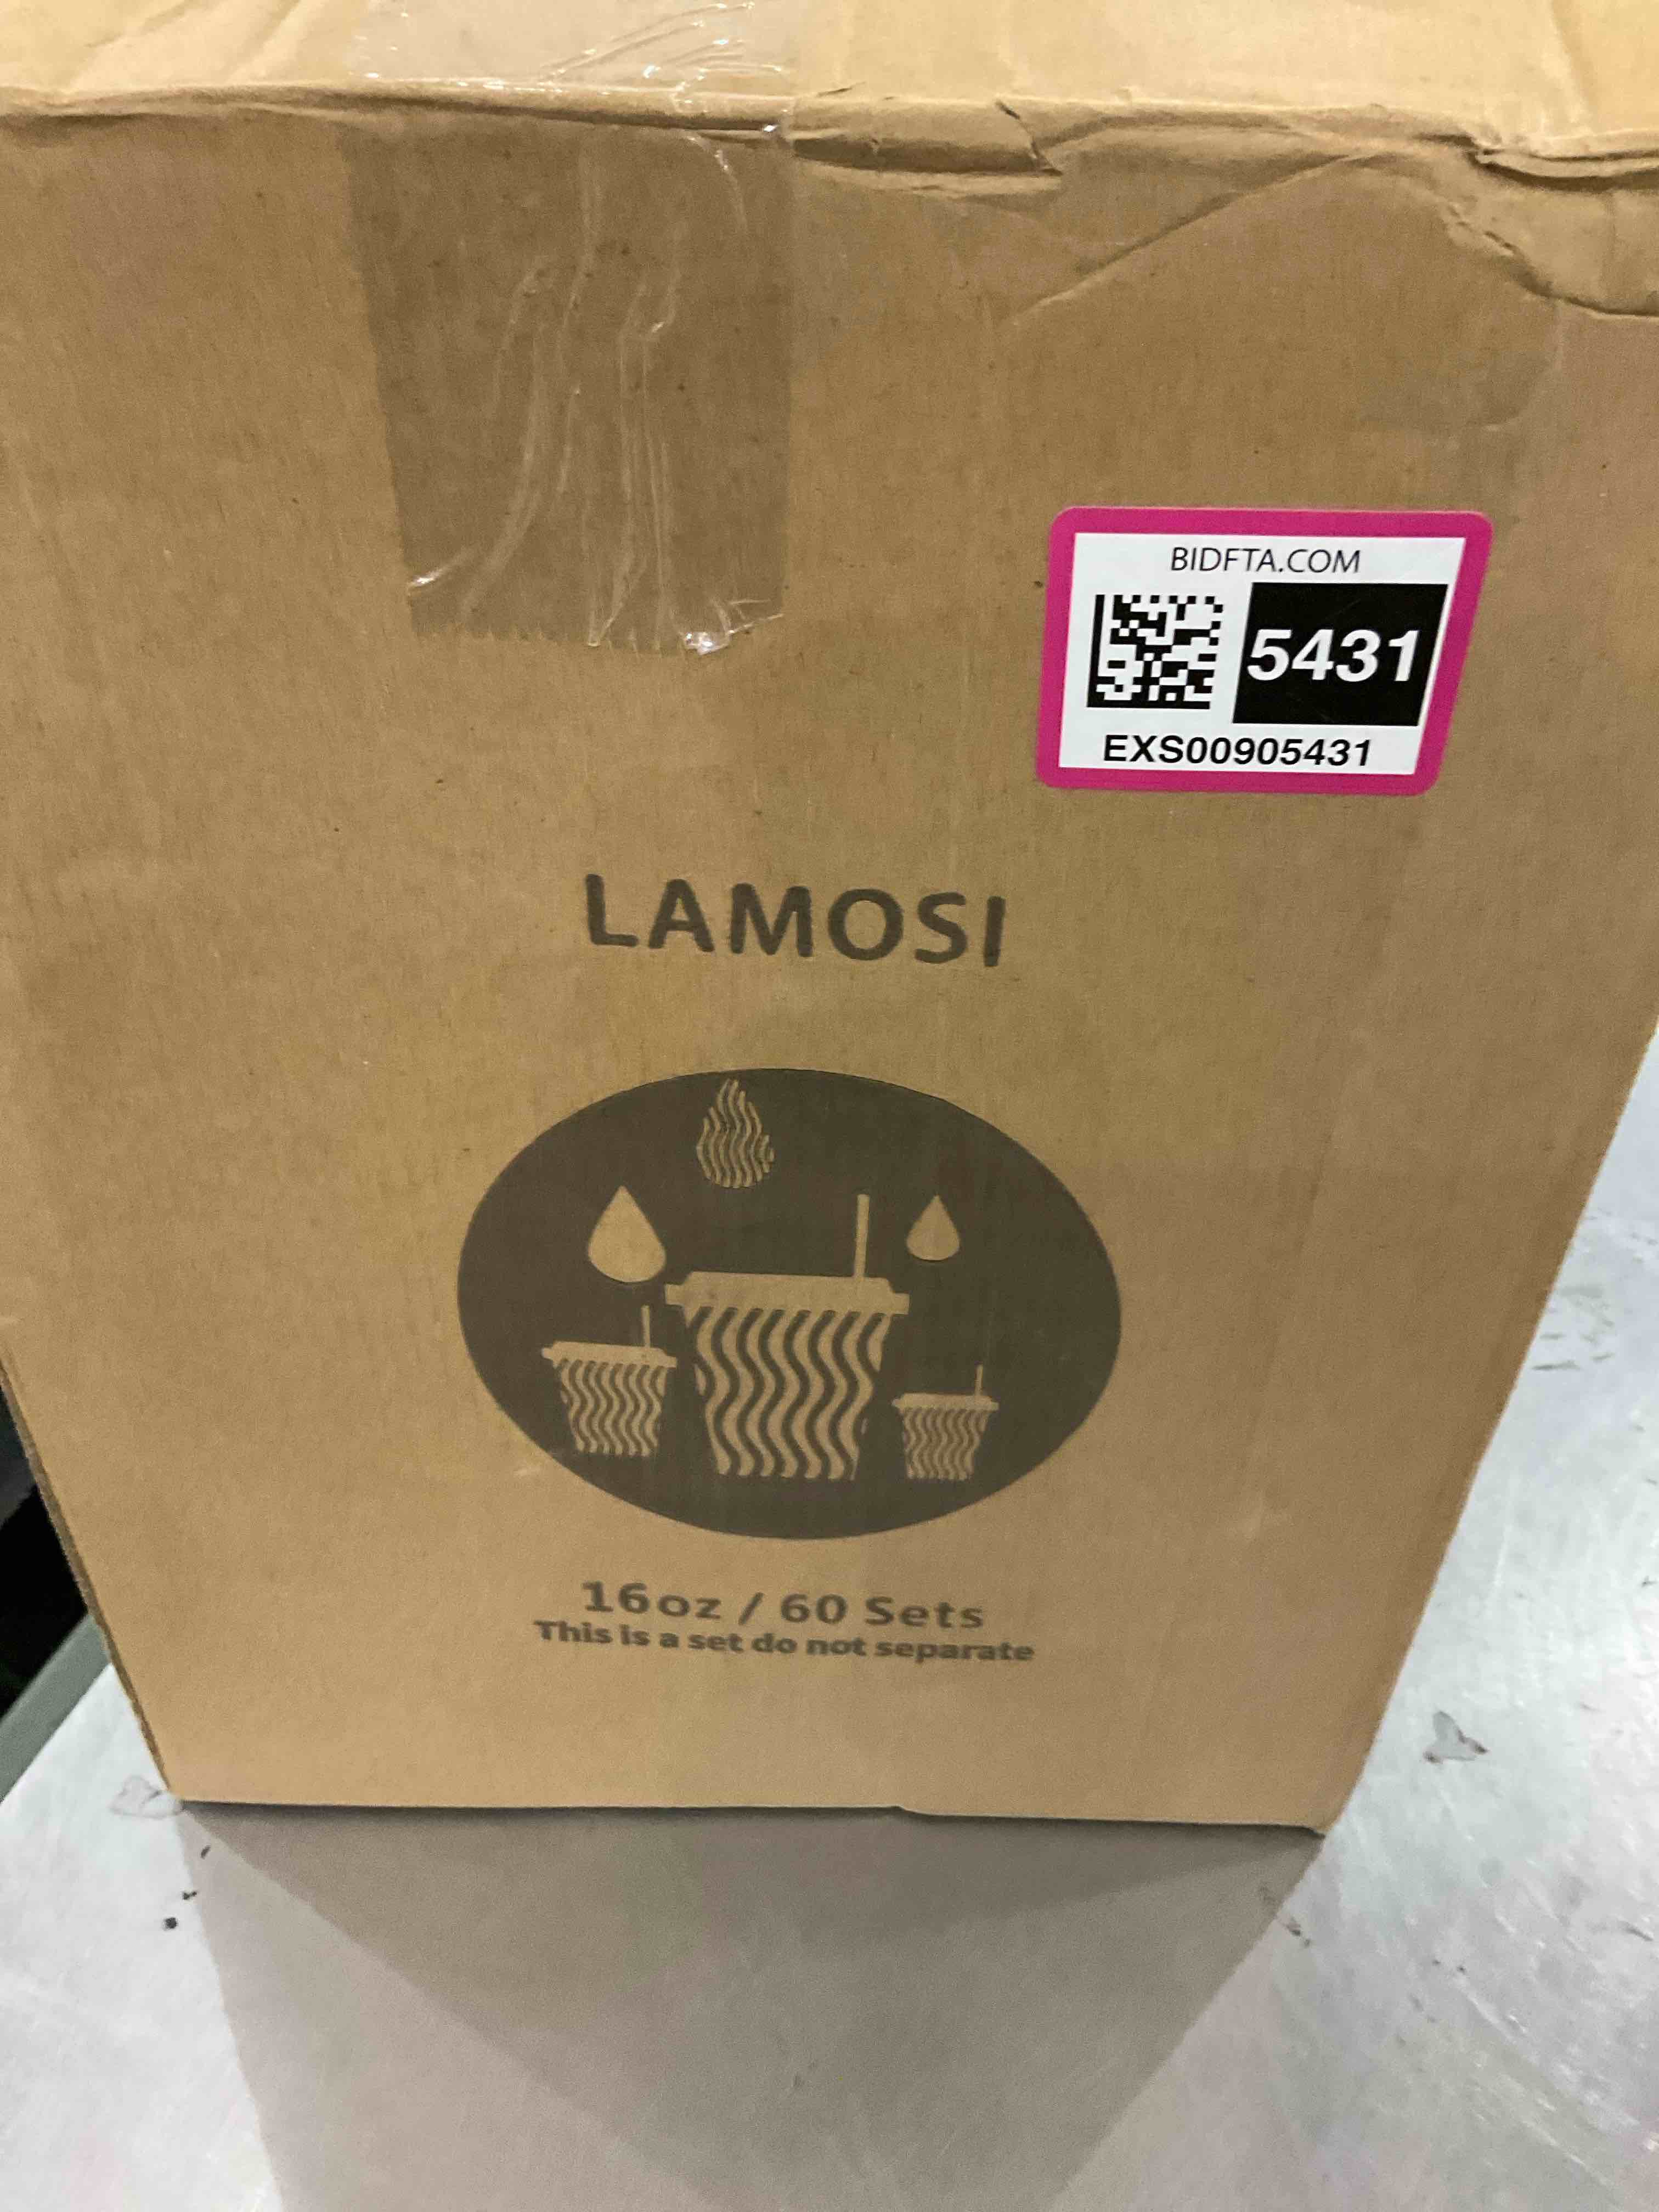 BIDFTA.COM
5431
EXS00905431
LAMOSI
16oz / 60 Sets
This is a set do not separate